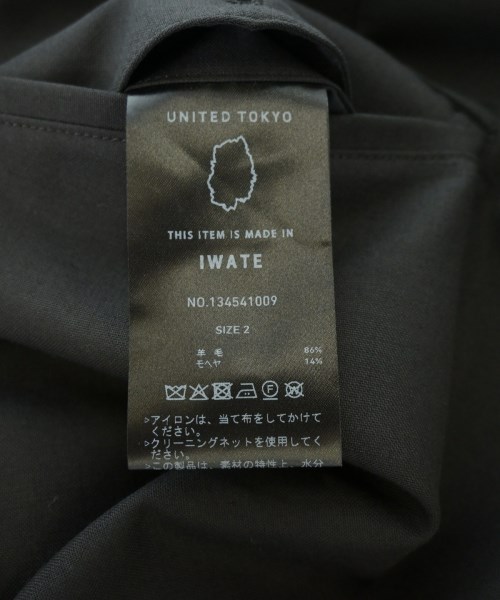 UNITED TOKYO
THIS ITEM IS MADE IN
IWATE
NO.134541009
SIZE 2
羊毛 86%
モヘヤ 14%
>アイロンは、当て布をしてかけて
ください。
>クリーニングネットを使用してく
ださい。
>この製品は、素材の特性上、水分